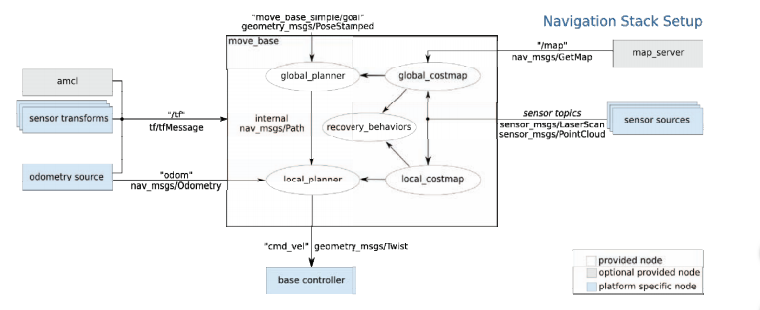 "move_base_simple/goal"
geometry_msgs/PoseStamped
Navigation Stack Setup
move_base
"/map"
nav_msgs/GetMap
map_server
global_planner
global_costmap
amcl
sensor transforms
"/tf"
tf/tfMessage
internal
nav_msgs/Path
recovery_behaviors
sensor topics
sensor_msgs/LaserScan
sensor_msgs/PointCloud
sensor sources
odometry source
"odom"
nav_msgs/Odometry
local_planner
local_costmap
"cmd_vel" geometry_msgs/Twist
base controller
provided node
optional provided node
platform specific node